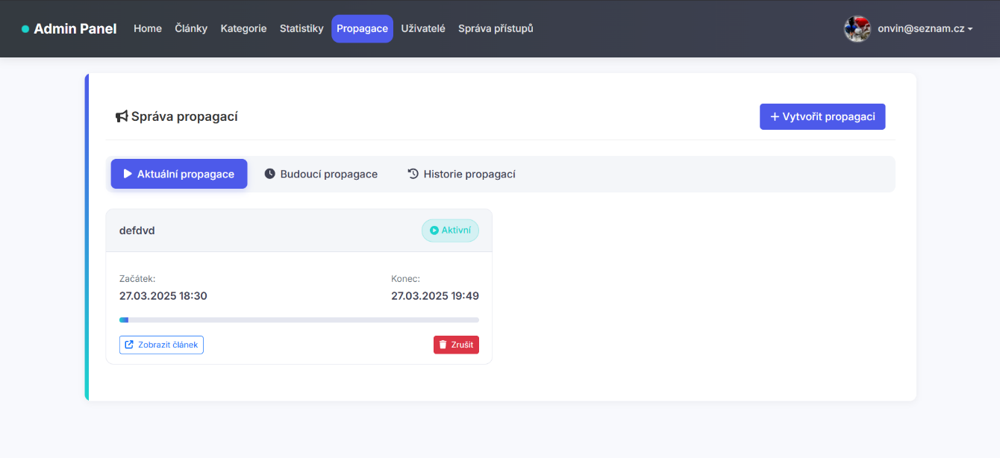 Admin Panel Home Články Kategorie Statistiky Propagace Uživatelé Správa přístupů onvin@seznam.cz
Správa propagací + Vytvořit propagaci
Aktuální propagace Budoucí propagace Historie propagací
defdvd Aktivní
Začátek: Konec:
27.03.2025 18:30 27.03.2025 19:49
Zobrazit článek Zrušit